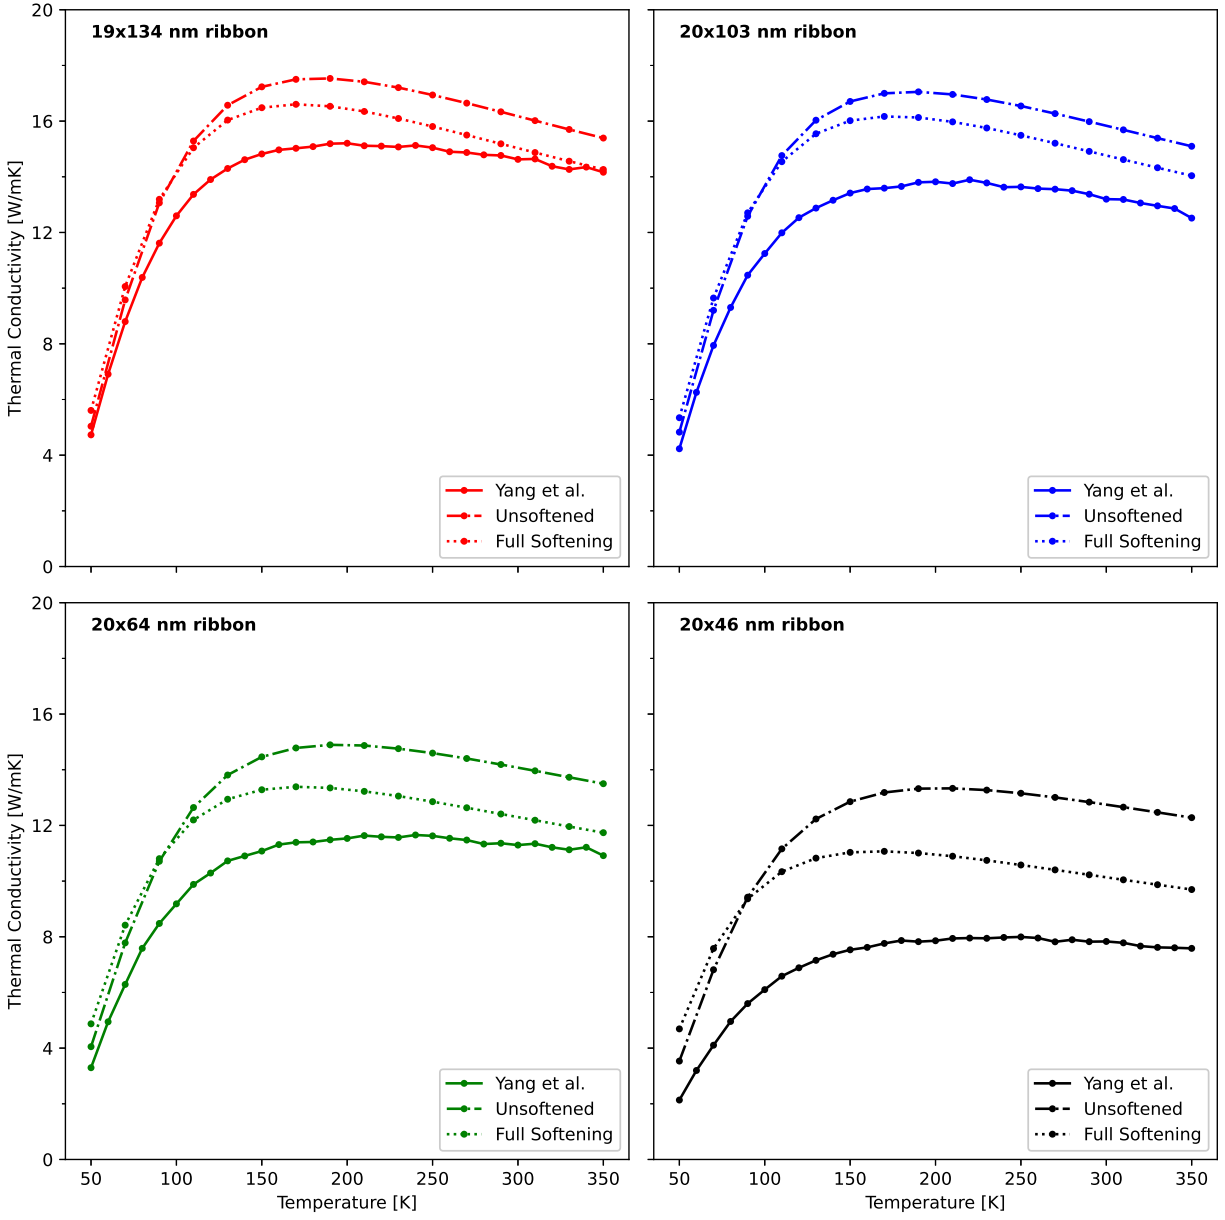 20
16
12
8
4
0
Thermal Conductivity [W/mK]
19x134 nm ribbon
Yang et al.
Unsoftened
Full Softening
20x103 nm ribbon
Yang et al.
Unsoftened
Full Softening
20
16
12
8
4
0
Thermal Conductivity [W/mK]
20x64 nm ribbon
Yang et al.
Unsoftened
Full Softening
50 100 150 200 250 300 350
Temperature [K]
20x46 nm ribbon
Yang et al.
Unsoftened
Full Softening
50 100 150 200 250 300 350
Temperature [K]